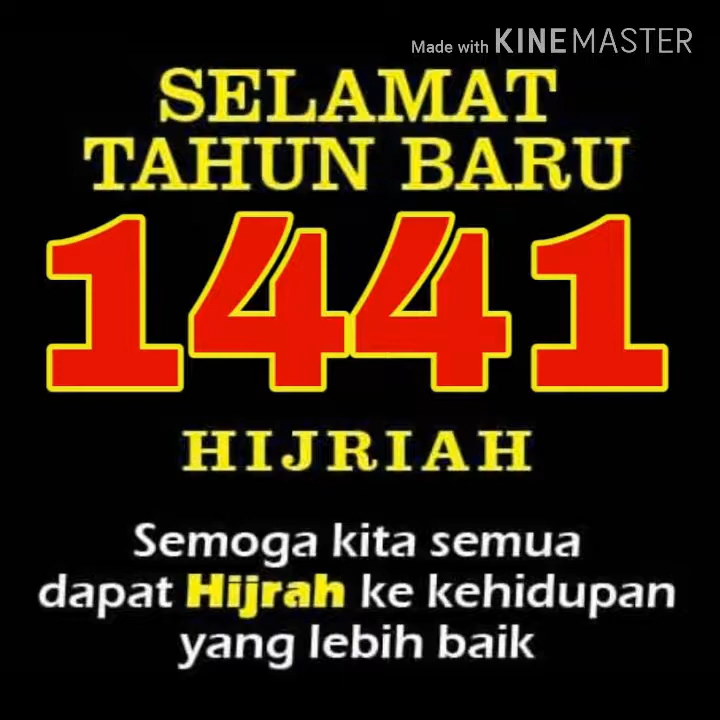 Made with KINEMASTER
SELAMAT
TAHUN BARU
1441
HIJRIAH
Semoga kita semua
dapat Hijrah ke kehidupan
yang lebih baik